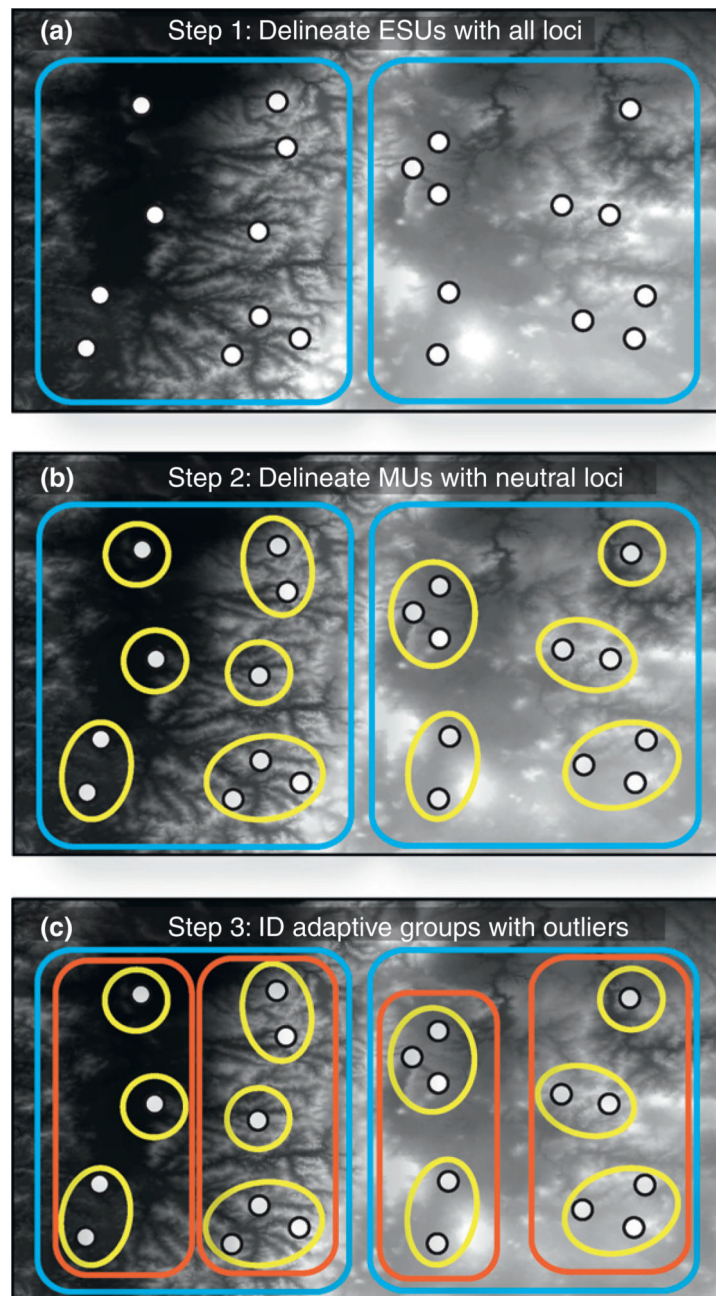 (a) Step 1: Delineate ESUs with all loci
(b) Step 2: Delineate MUs with neutral loci
(c) Step 3: ID adaptive groups with outliers